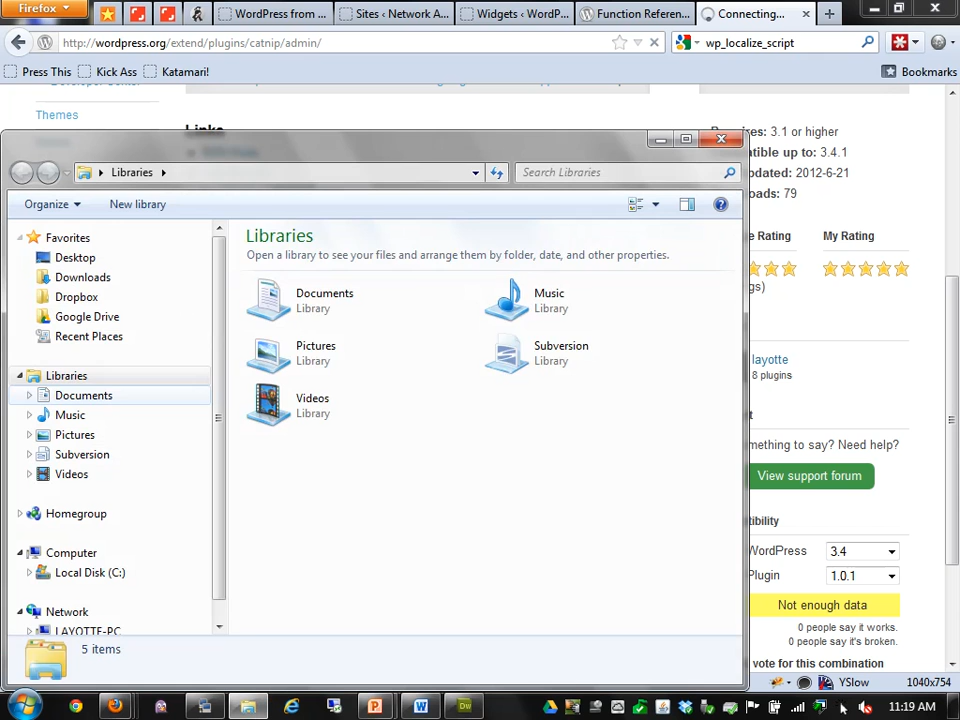 Firefox
WordPress from ...
Sites ‹ Network A...
Widgets ‹ WordP...
Function Referen...
Connecting...
http://wordpress.org/extend/plugins/catnip/admin/
wp_localize_script
Press This
Kick Ass
Katamari!
Bookmarks
Themes
Links
Requires: 3.1 or higher
atible up to: 3.4.1
pdated: 2012-6-21
oads: 79
Libraries
Search Libraries
Organize
New library
Favorites
Desktop
Downloads
Dropbox
Google Drive
Recent Places
Libraries
Documents
Music
Pictures
Subversion
Videos
Homegroup
Computer
Local Disk (C:)
Network
LAYOTTE-PC
Libraries
Open a library to see your files and arrange them by folder, date, and other properties.
Documents
Library
Music
Library
Pictures
Library
Subversion
Library
Videos
Library
5 items
e Rating
My Rating
gs)
layotte
8 plugins
mething to say? Need help?
View support forum
tibility
WordPress
3.4
Plugin
1.0.1
Not enough data
0 people say it works.
0 people say it's broken.
vote for this combination
YSlow
1040x754
11:19 AM